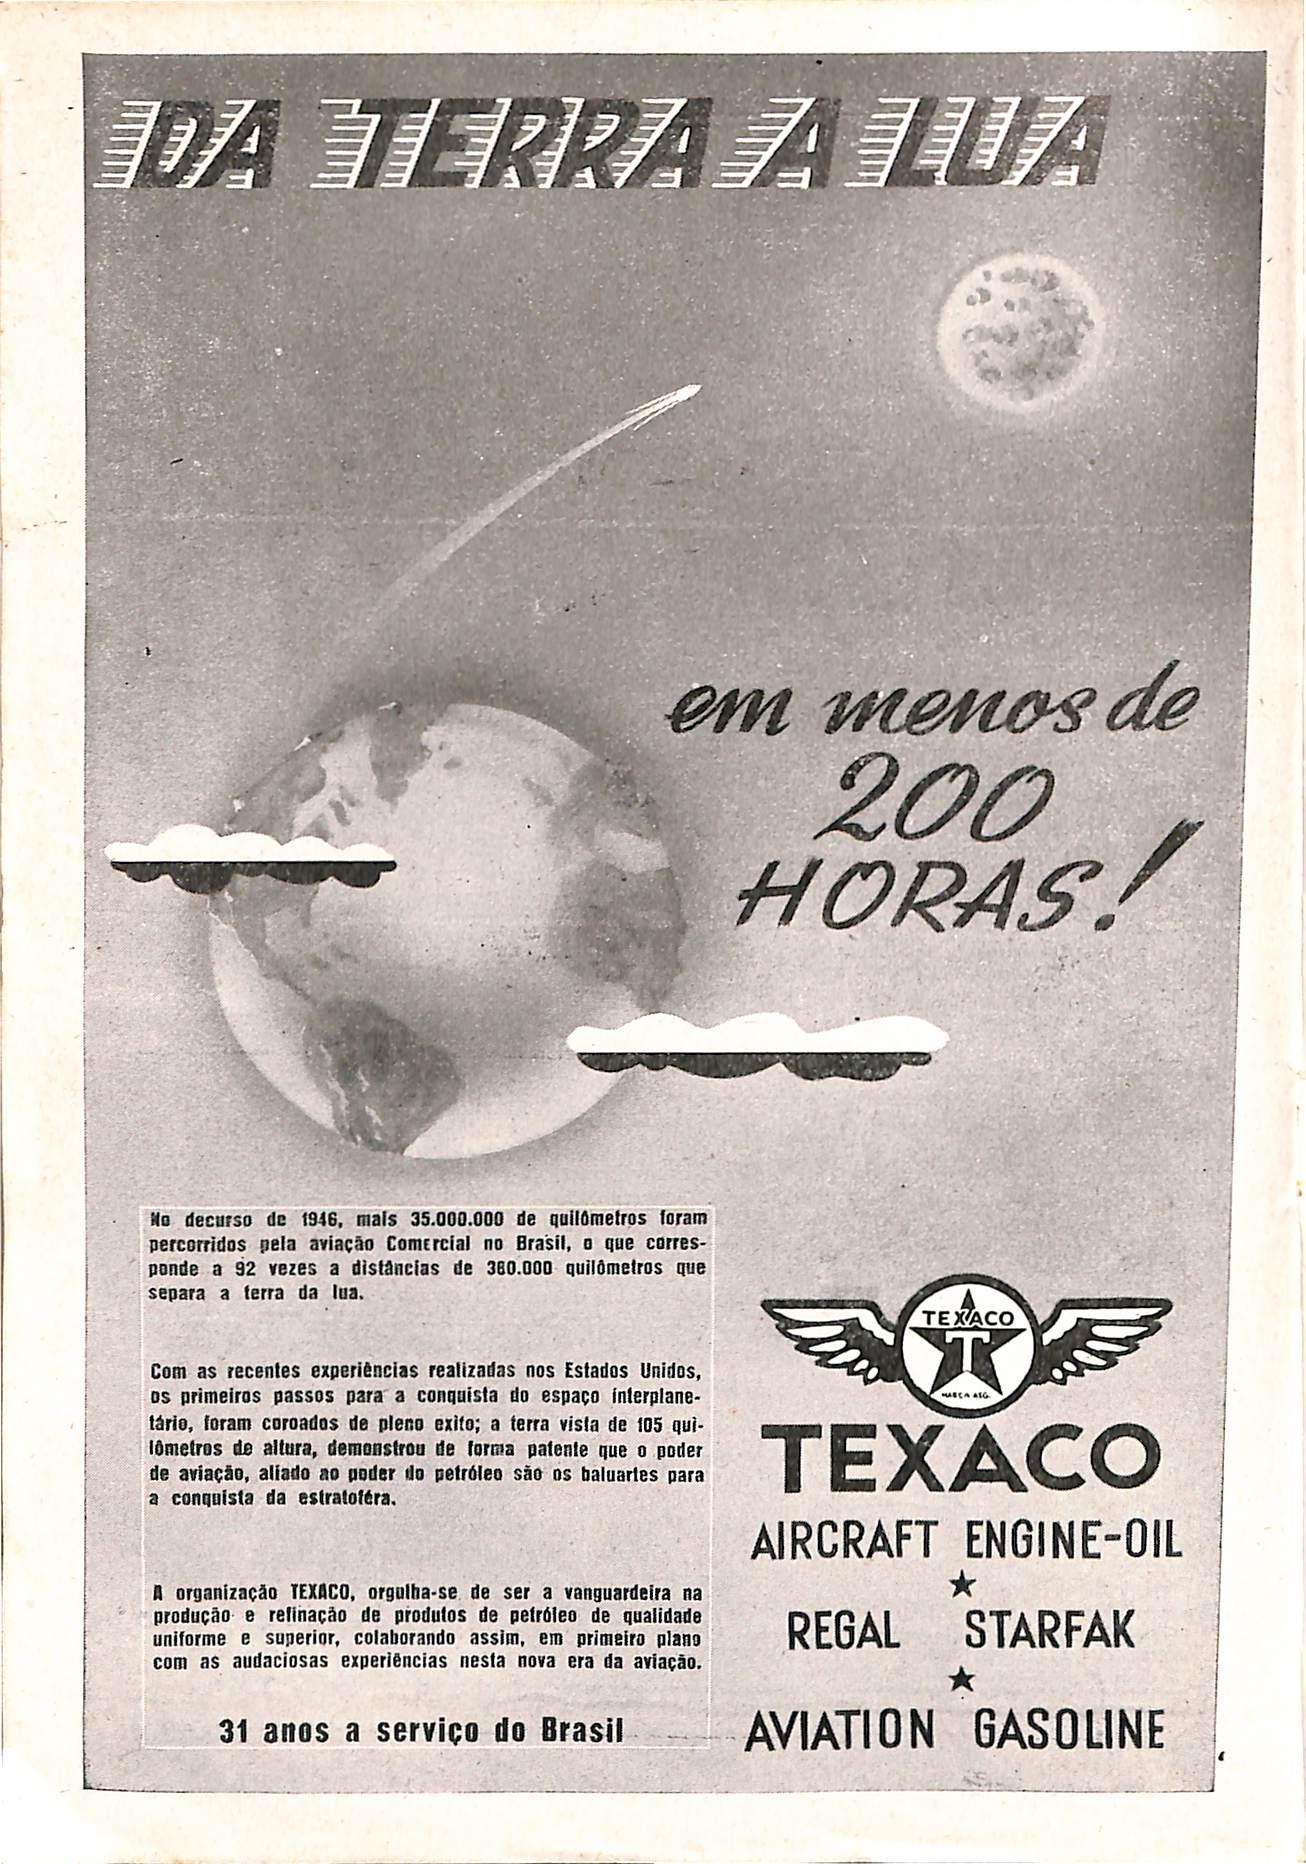 DA TERRA A LUA
em menos de
200
HORAS!
No decurso de 1946, mais 35.000.000 de quilômetros foram
percorridos pela aviação Comercial no Brasil, o que corres-
ponde a 92 vezes a distâncias de 380.000 quilômetros que
separa a terra da lua.
Com as recentes experiências realizadas nos Estados Unidos,
os primeiros passos para a conquista do espaço interplane-
tário, foram coroados de pleno exito; a terra vista de 105 qui-
lômetros de altura, demonstrou de forma patente que o poder
de aviação, aliado ao poder do petróleo são os baluartes para
a conquista da estratoféra.
A organização TEXACO, orgulha-se de ser a vanguardeira na
produção e refinação de produtos de petróleo de qualidade
uniforme e superior, colaborando assim, em primeiro plano
com as audaciosas experiências nesta nova era da aviação.
31 anos a serviço do Brasil
TEXACO
T
MARCA REG.
TEXACO
AIRCRAFT ENGINE-OIL
REGAL STARFAK
AVIATION GASOLINE